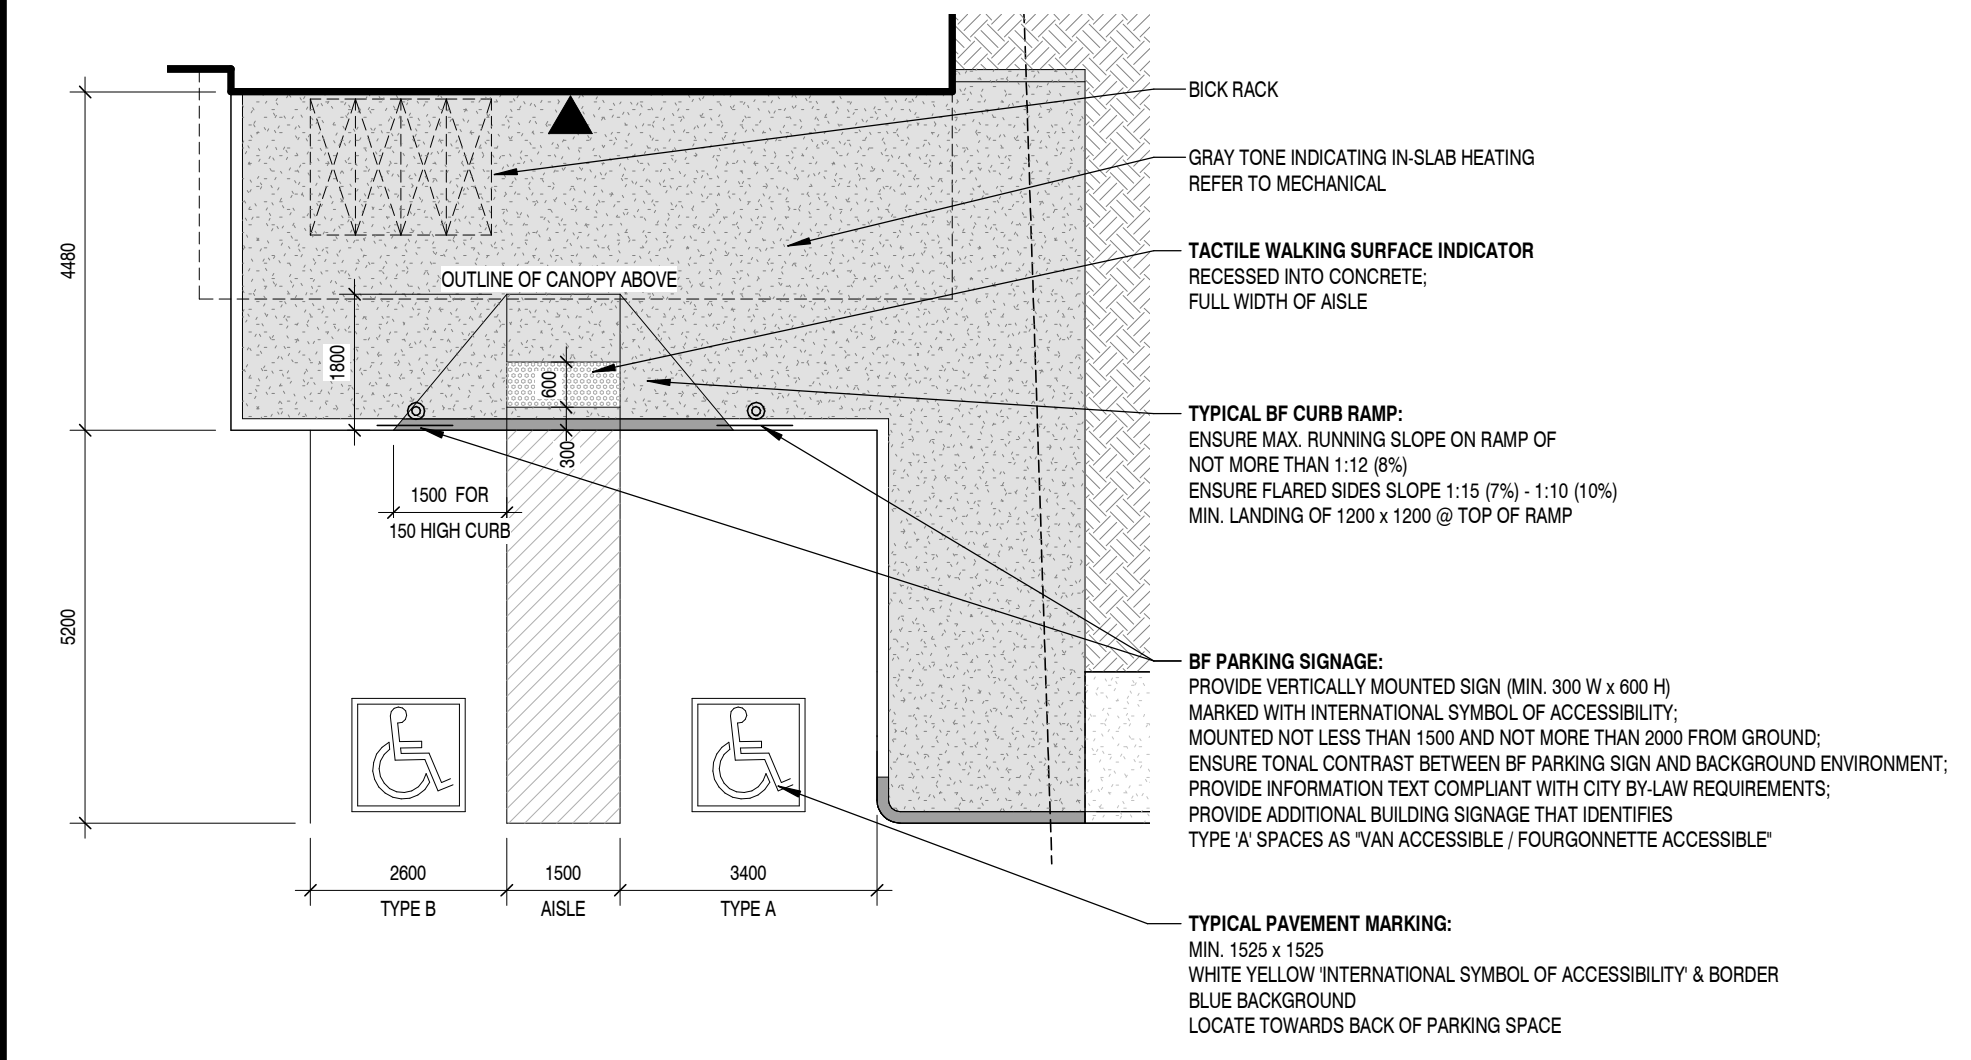 BICK RACK
GRAY TONE INDICATING IN-SLAB HEATING
REFER TO MECHANICAL
TACTILE WALKING SURFACE INDICATOR
RECESSED INTO CONCRETE;
FULL WIDTH OF AISLE
4480
OUTLINE OF CANOPY ABOVE
1800
600
300
1500 FOR
150 HIGH CURB
TYPICAL BF CURB RAMP:
ENSURE MAX. RUNNING SLOPE ON RAMP OF
NOT MORE THAN 1:12 (8%)
ENSURE FLARED SIDES SLOPE 1:15 (7%) - 1:10 (10%)
MIN. LANDING OF 1200 x 1200 @ TOP OF RAMP
5200
BF PARKING SIGNAGE:
PROVIDE VERTICALLY MOUNTED SIGN (MIN. 300 W x 600 H)
MARKED WITH INTERNATIONAL SYMBOL OF ACCESSIBILITY;
MOUNTED NOT LESS THAN 1500 AND NOT MORE THAN 2000 FROM GROUND;
ENSURE TONAL CONTRAST BETWEEN BF PARKING SIGN AND BACKGROUND ENVIRONMENT;
PROVIDE INFORMATION TEXT COMPLIANT WITH CITY BY-LAW REQUIREMENTS;
PROVIDE ADDITIONAL BUILDING SIGNAGE THAT IDENTIFIES
TYPE 'A' SPACES AS "VAN ACCESSIBLE / FOURGONNETTE ACCESSIBLE"
2600
1500
3400
TYPE B
AISLE
TYPE A
TYPICAL PAVEMENT MARKING:
MIN. 1525 x 1525
WHITE YELLOW 'INTERNATIONAL SYMBOL OF ACCESSIBILITY' & BORDER
BLUE BACKGROUND
LOCATE TOWARDS BACK OF PARKING SPACE